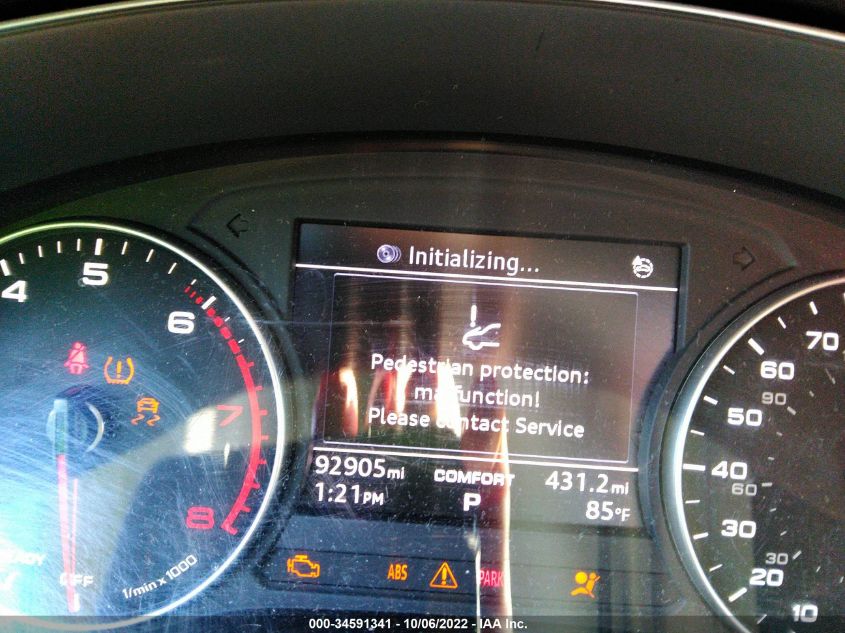 Initializing...
Pedestrian protection:
malfunction!
Please contact Service
92905mi
COMFORT
431.2mi
1:21PM
P
85°F
4
5
6
7
8
OFF
1/min x 1000
ABS
PARK
70
60
90
50
40
60
30
30
20
10
000-34591341 - 10/06/2022 - IAA Inc.